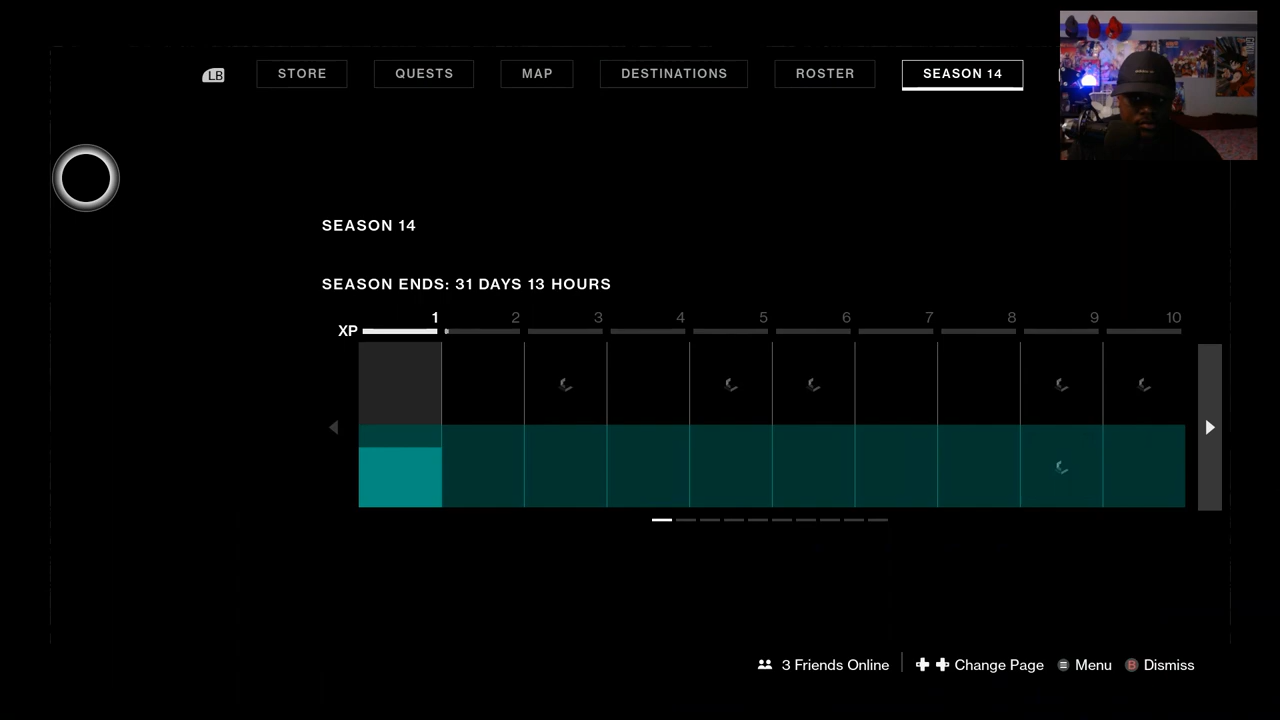 LB STORE QUESTS MAP DESTINATIONS ROSTER SEASON 14
SEASON 14
SEASON ENDS: 31 DAYS 13 HOURS
1 2 3 4 5 6 7 8 9 10
XP
3 Friends Online Change Page Menu B Dismiss